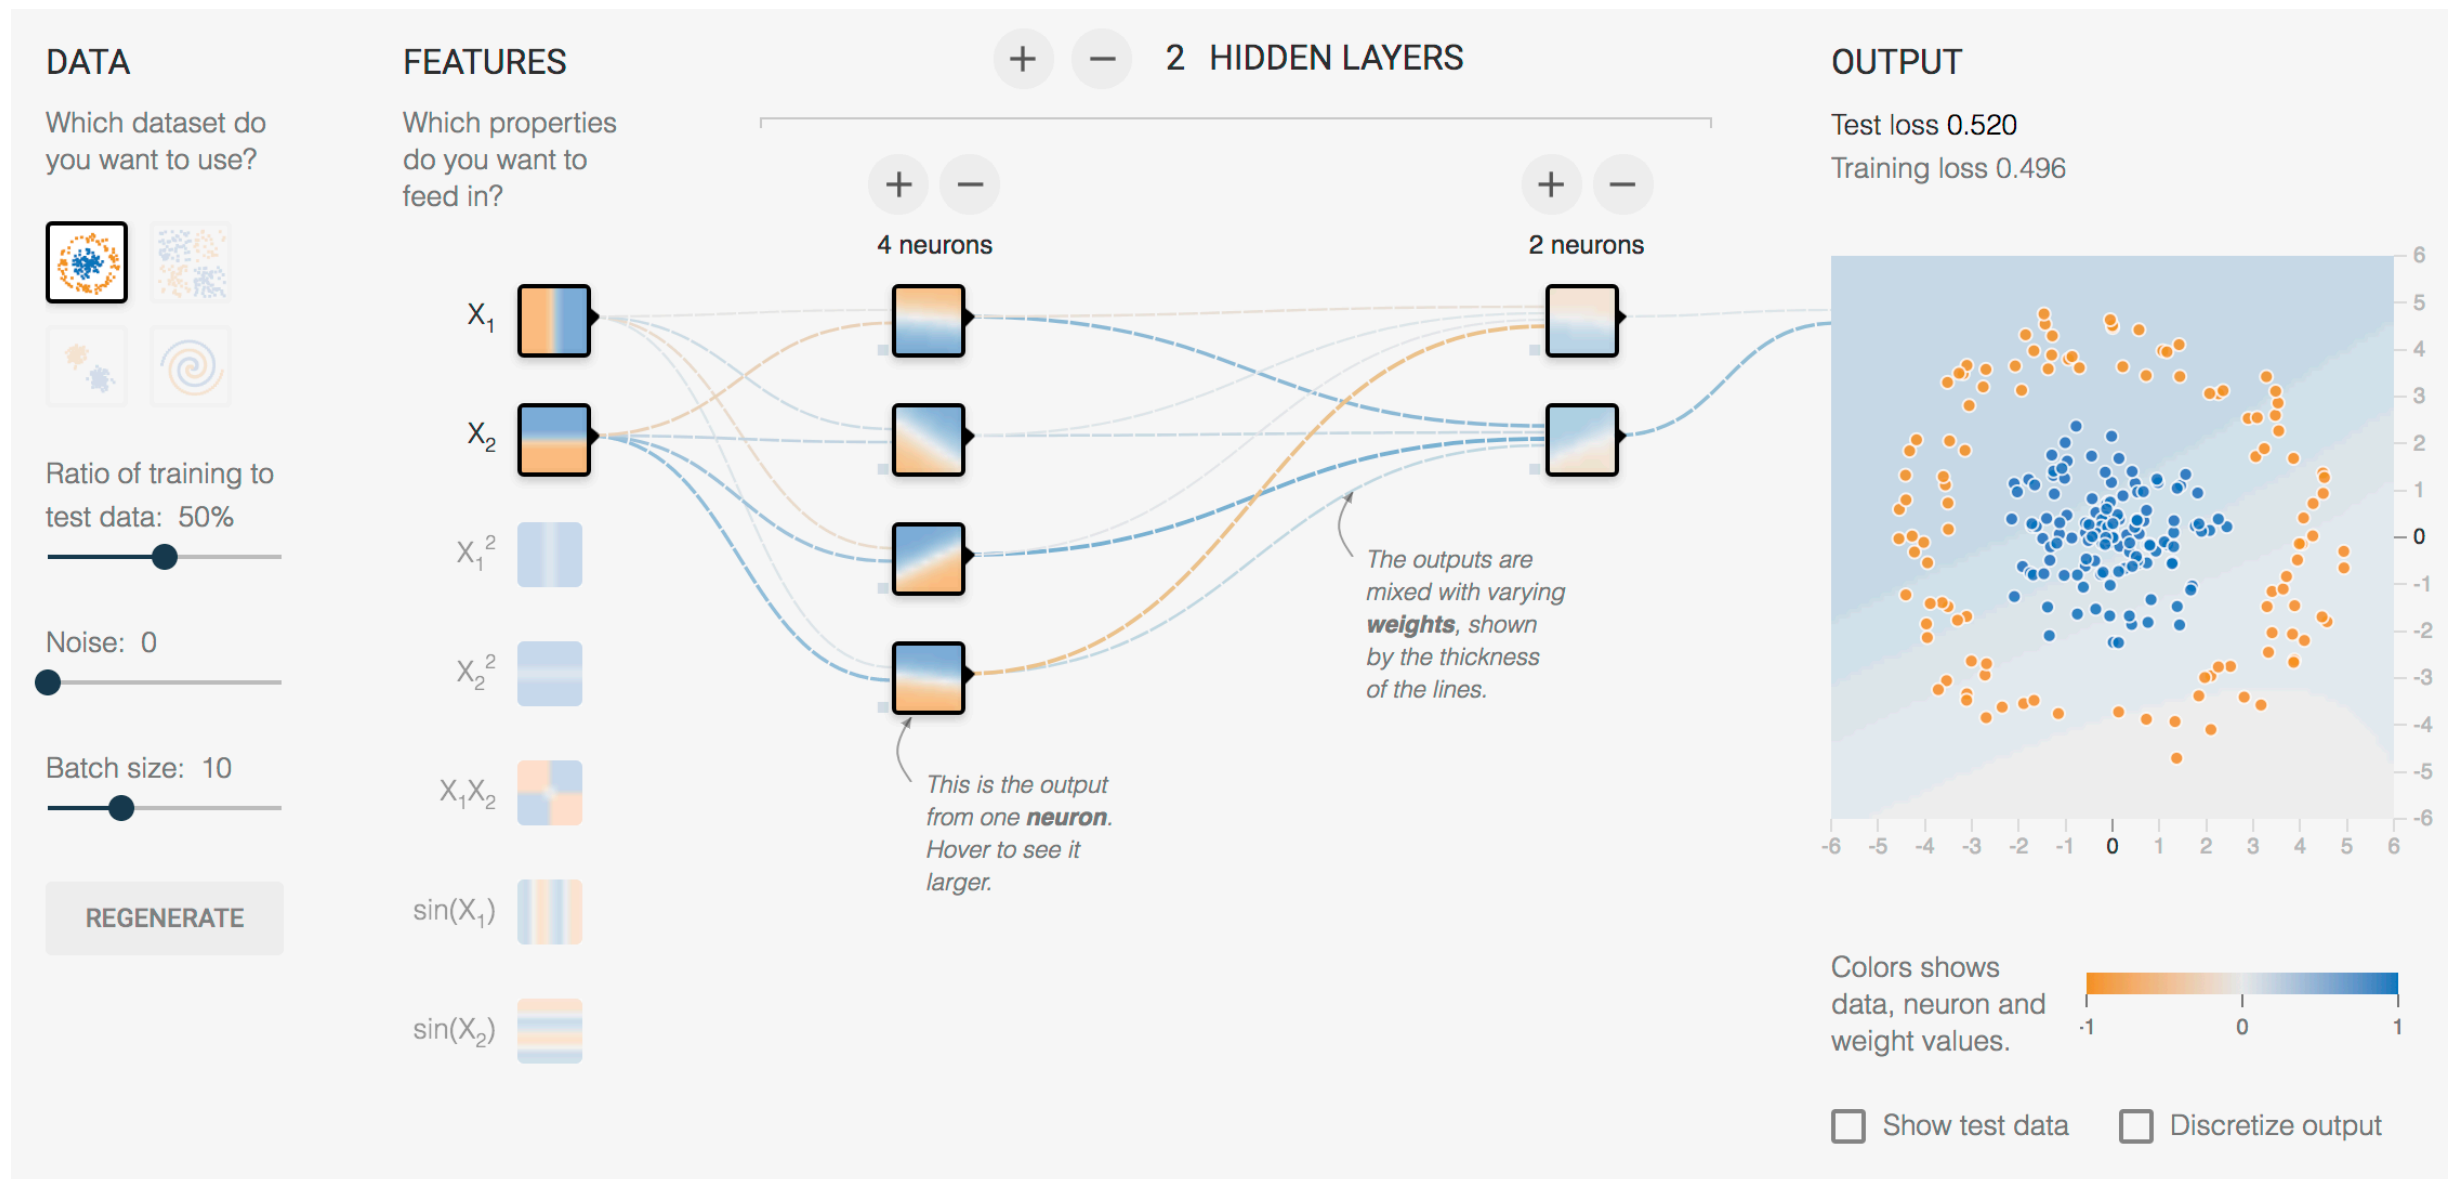 DATA
Which dataset do
you want to use?
Ratio of training to
test data: 50%
Noise: 0
Batch size: 10
REGENERATE
FEATURES
Which properties
do you want to
feed in?
X1
X2
X1²
X2²
X1X2
sin(X1)
sin(X2)
+ − 2 HIDDEN LAYERS
+ −
4 neurons
+ −
2 neurons
This is the output
from one neuron.
Hover to see it
larger.
The outputs are
mixed with varying
weights, shown
by the thickness
of the lines.
OUTPUT
Test loss 0.520
Training loss 0.496
6
5
4
3
2
1
0
-1
-2
-3
-4
-5
-6
-6 -5 -4 -3 -2 -1 0 1 2 3 4 5 6
Colors shows
data, neuron and
weight values.
-1 0 1
Show test data
Discretize output